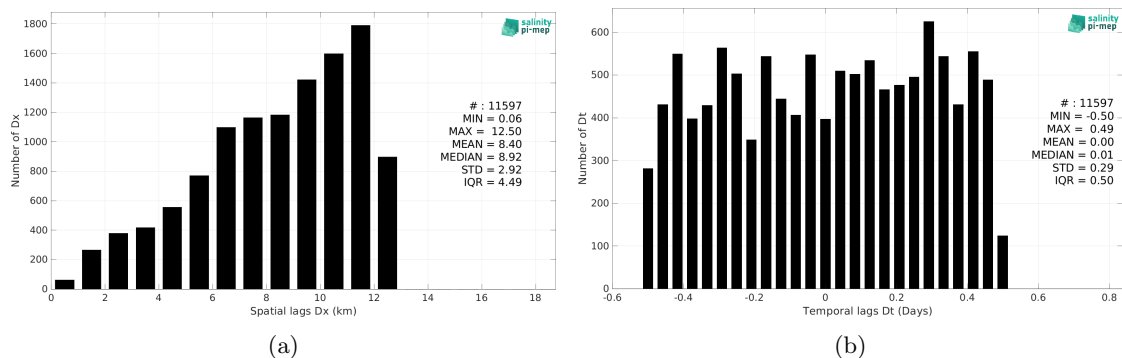 1800
1600
1400
1200
1000
800
600
400
200
0
Number of Dx
salinity
pi-mep
# : 11597
MIN = 0.06
MAX = 12.50
MEAN = 8.40
MEDIAN = 8.92
STD = 2.92
IQR = 4.49
0 2 4 6 8 10 12 14 16 18
Spatial lags Dx (km)
(a)
600
500
400
300
200
100
0
Number of Dt
salinity
pi-mep
# : 11597
MIN = -0.50
MAX = 0.49
MEAN = 0.00
MEDIAN = 0.01
STD = 0.29
IQR = 0.50
-0.6 -0.4 -0.2 0 0.2 0.4 0.6 0.8
Temporal lags Dt (Days)
(b)